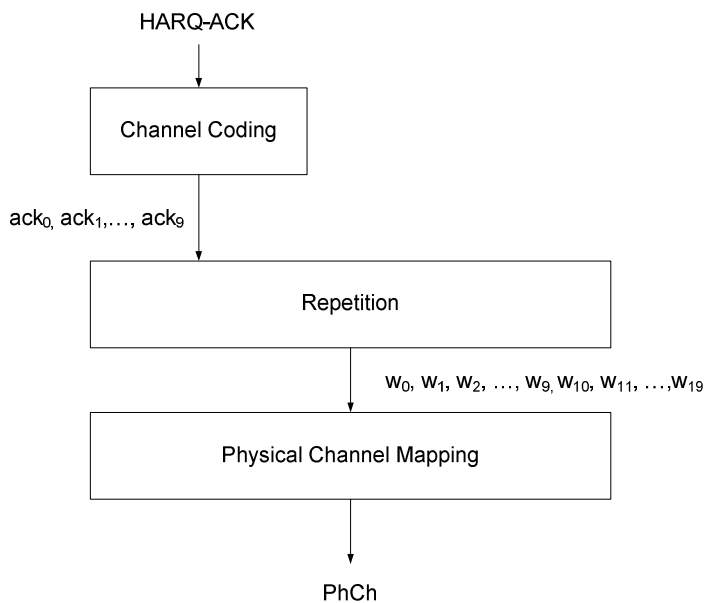 HARQ-ACK
Channel Coding
ack0, ack1,…, ack9
Repetition
w0, w1, w2, …, w9, w10, w11, …,w19
Physical Channel Mapping
PhCh